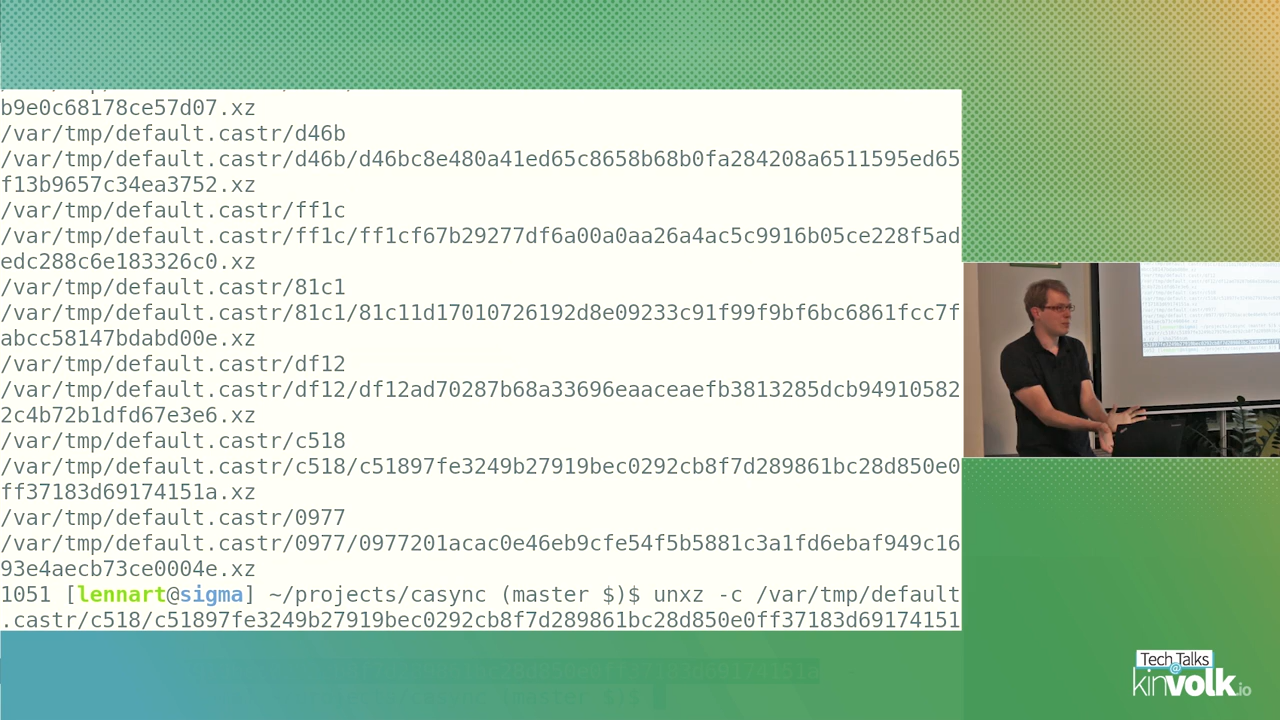 b9e0c68178ce57d07.xz
/var/tmp/default.castr/d46b
/var/tmp/default.castr/d46b/d46bc8e480a41ed65c8658b68b0fa284208a6511595ed65
f13b9657c34ea3752.xz
/var/tmp/default.castr/ff1c
/var/tmp/default.castr/ff1c/ff1cf67b29277df6a00a0aa26a4ac5c9916b05ce228f5ad
edc288c6e183326c0.xz
/var/tmp/default.castr/81c1
/var/tmp/default.castr/81c1/81c11d17010726192d8e09233c91f99f9bf6bc6861fcc7f
abcc58147bdabd00e.xz
/var/tmp/default.castr/df12
/var/tmp/default.castr/df12/df12ad70287b68a33696eaaceaefb3813285dcb94910582
2c4b72b1dfd67e3e6.xz
/var/tmp/default.castr/c518
/var/tmp/default.castr/c518/c51897fe3249b27919bec0292cb8f7d289861bc28d850e0
ff37183d69174151a.xz
/var/tmp/default.castr/0977
/var/tmp/default.castr/0977/0977201acac0e46eb9cfe54f5b5881c3a1fd6ebaf949c16
93e4aecb73ce0004e.xz
1051 [lennart@sigma] ~/projects/casync (master $)$ unxz -c /var/tmp/default
.castr/c518/c51897fe3249b27919bec0292cb8f7d289861bc28d850e0ff37183d69174151
Tech Talks
@
kinvolk.io